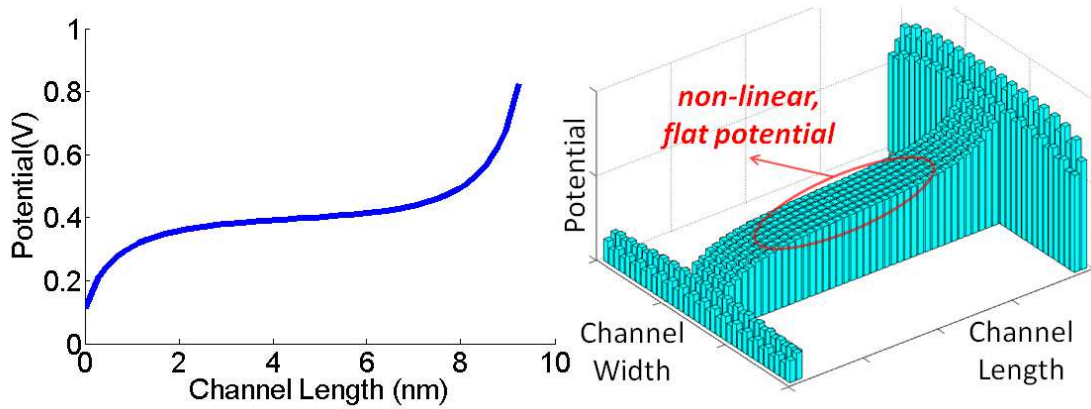 1
0.8
0.6
0.4
0.2
0
Potential(V)
0
2
4
6
8
10
Channel Length (nm)
non-linear,
flat potential
Potential
Channel
Width
Channel
Length